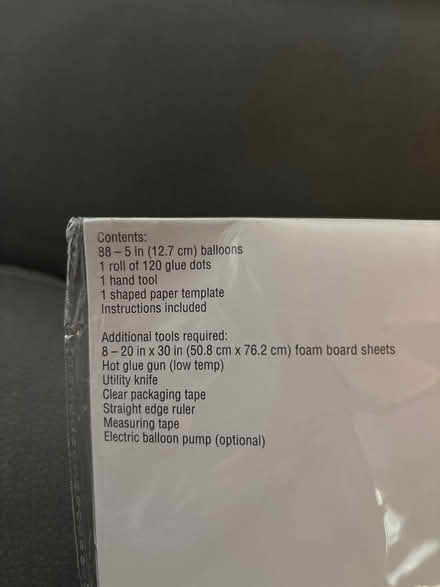 Contents:
88 – 5 in (12.7 cm) balloons
1 roll of 120 glue dots
1 hand tool
1 shaped paper template
Instructions included
Additional tools required:
8 – 20 in x 30 in (50.8 cm x 76.2 cm) foam board sheets
Hot glue gun (low temp)
Utility knife
Clear packaging tape
Straight edge ruler
Measuring tape
Electric balloon pump (optional)